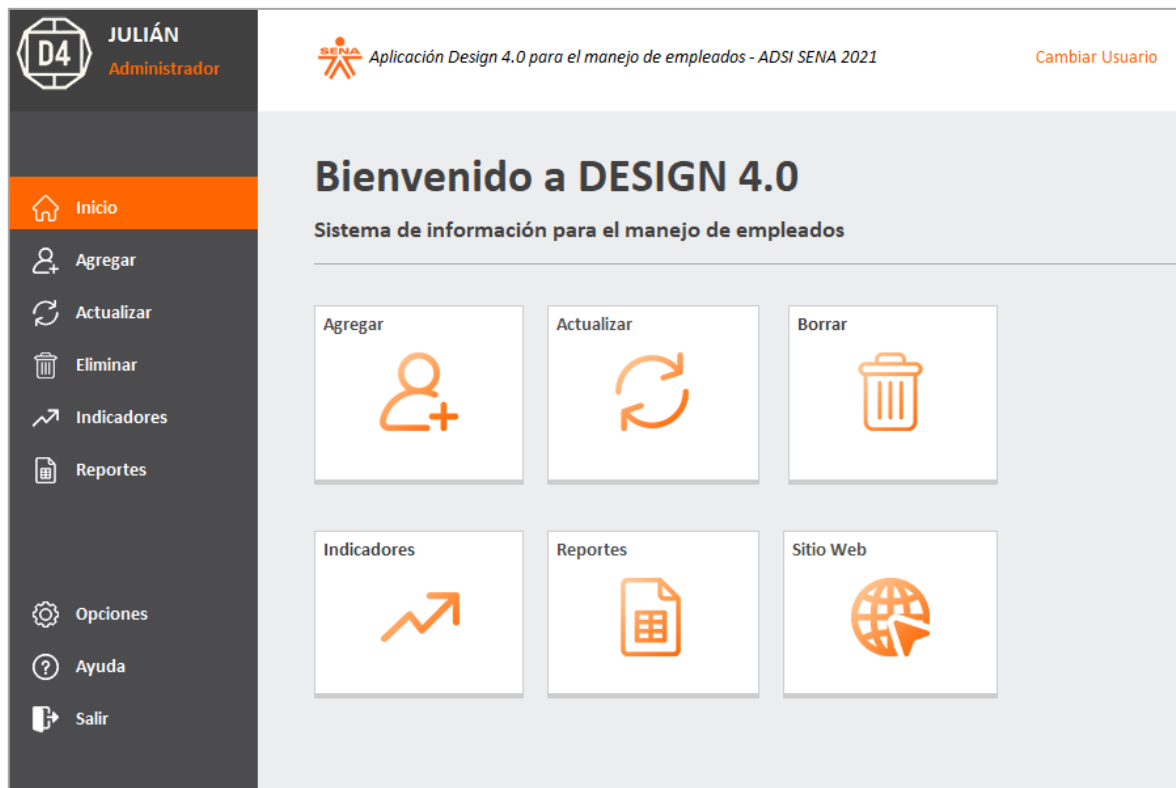 D4
JULIÁN
Administrador
SENA
Aplicación Design 4.0 para el manejo de empleados - ADSI SENA 2021
Cambiar Usuario
Inicio
Agregar
Actualizar
Eliminar
Indicadores
Reportes
Opciones
Ayuda
Salir
Bienvenido a DESIGN 4.0
Sistema de información para el manejo de empleados
Agregar
Actualizar
Borrar
Indicadores
Reportes
Sitio Web